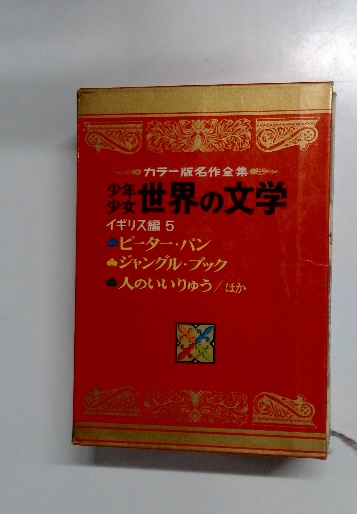 カラー版名作全集
少年少女世界の文学
イギリス編 5
ピーター・パン
ジャングル・ブック
人のいいりゅう/ほか